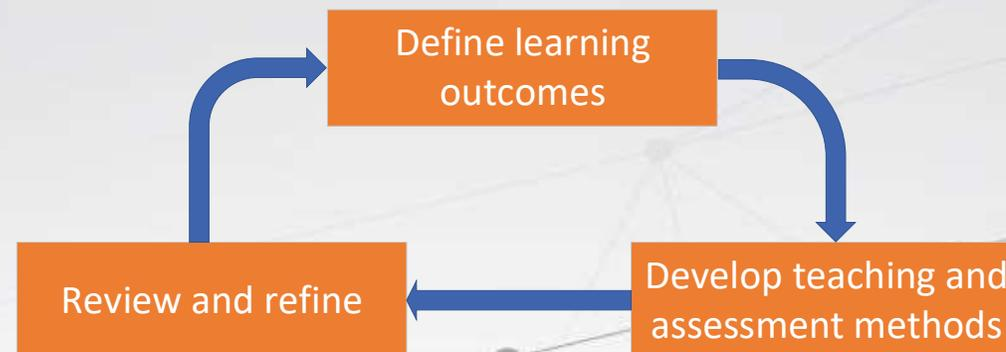 Define learning
outcomes
Develop teaching and
assessment methods
Review and refine